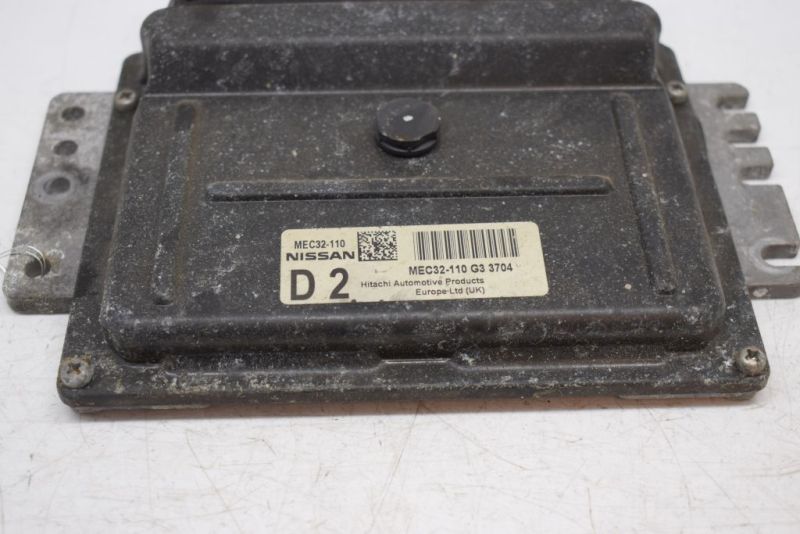 MEC32-110
NISSAN
D 2
MEC32-110 G3 3704
Hitachi Automotive Products
Europe Ltd (UK)